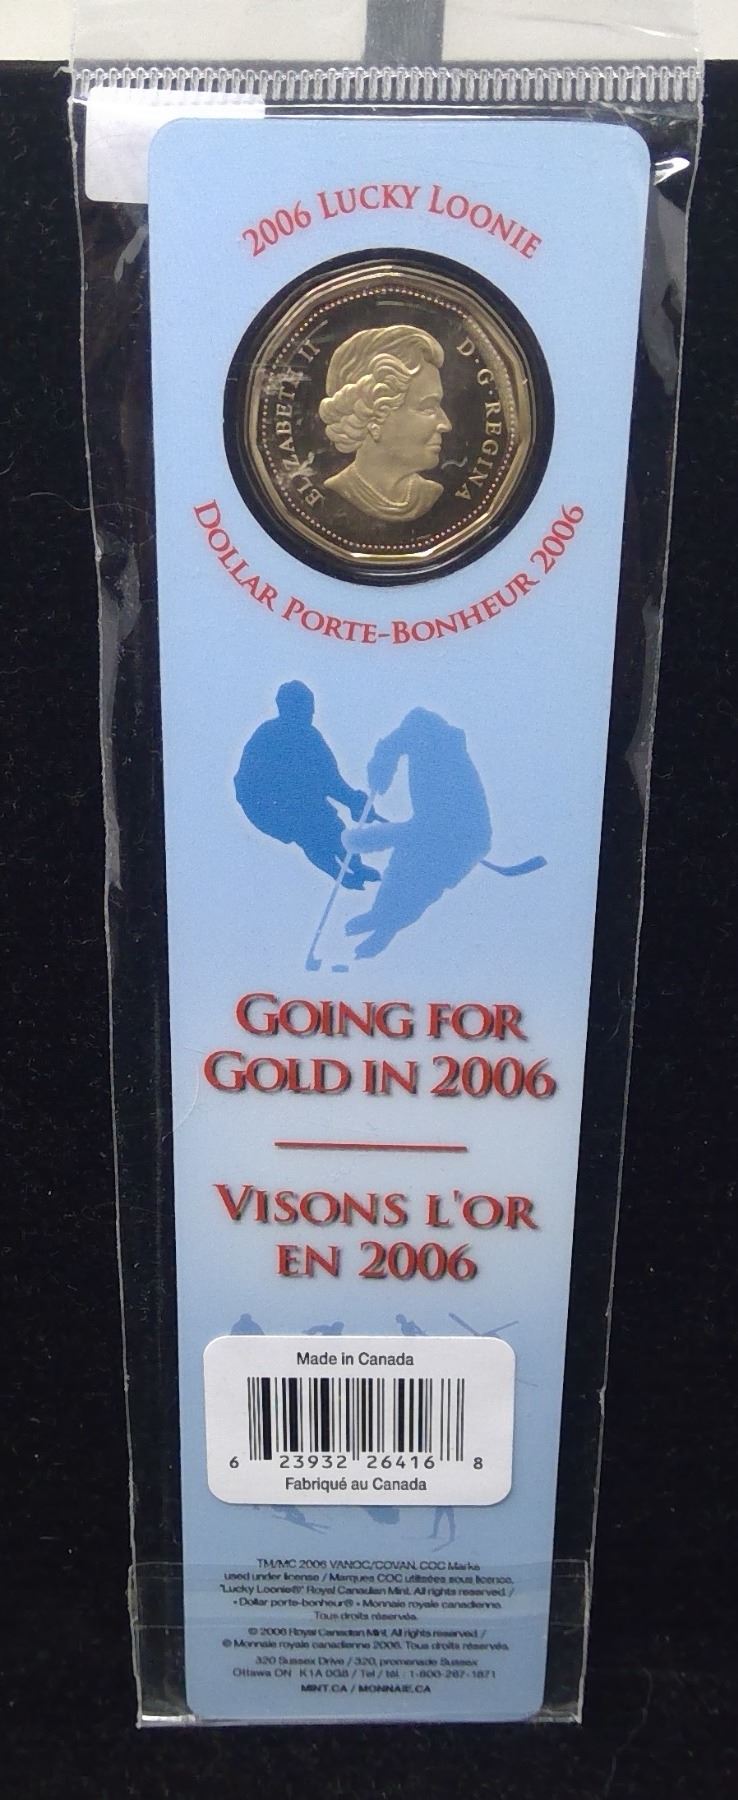 2006 LUCKY LOONIE
ELIZABETH II
D·G·REGINA
DOLLAR PORTE-BONHEUR 2006
GOING FOR
GOLD IN 2006
VISONS L'OR
EN 2006
Made in Canada
6 23932 26416 8
Fabriqué au Canada
TM/MC 2006 VANOC/COVAN. COC Marks
used under license / Marques COC utilisées sous licence.
"Lucky Loonie®" Royal Canadian Mint. All rights reserved /
« Dollar porte-bonheur® » Monnaie royale canadienne.
Tous droits réservés.
© 2006 Royal Canadian Mint. All rights reserved /
© Monnaie royale canadienne 2006. Tous droits réservés.
320 Sussex Drive / 320, promenade Sussex
Ottawa ON K1A 0G8 / Tel / tél. : 1-800-267-1871
MINT.CA / MONNAIE.CA